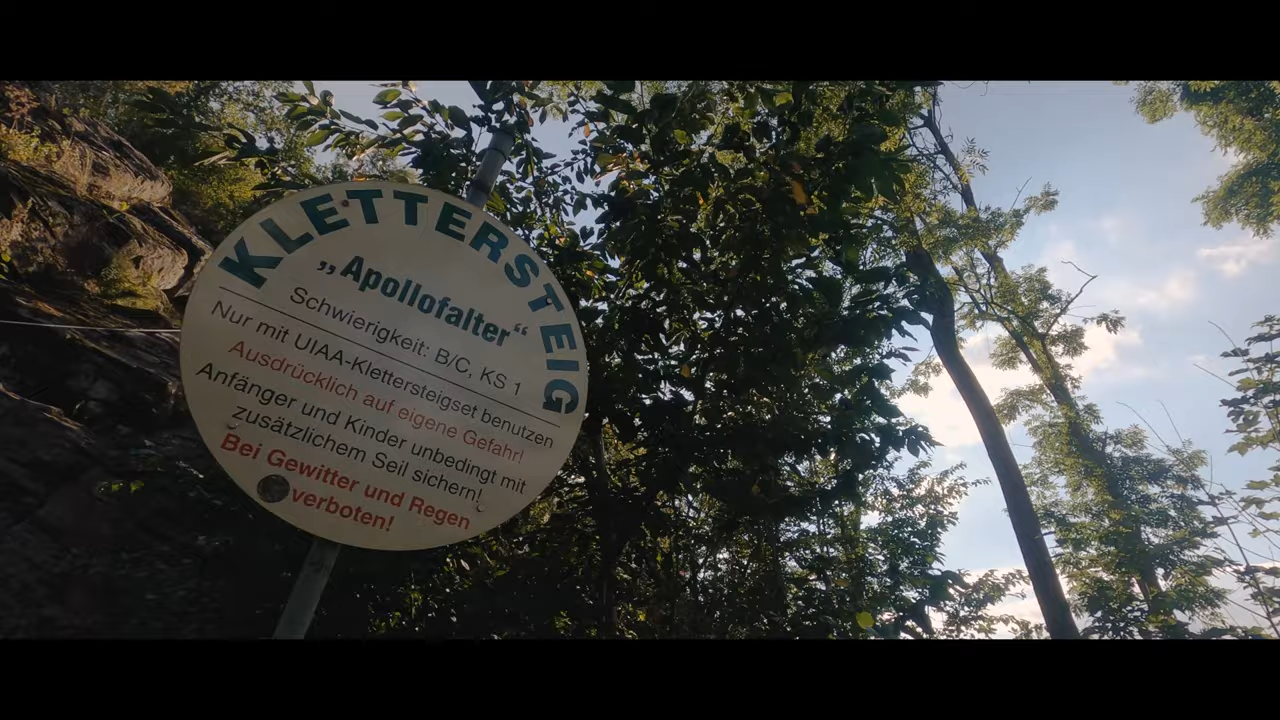 KLETTERSTEIG
„Apollofalter“
Schwierigkeit: B/C, KS 1
Nur mit UIAA-Klettersteigset benutzen
Ausdrücklich auf eigene Gefahr!
Anfänger und Kinder unbedingt mit
zusätzlichem Seil sichern!
Bei Gewitter und Regen
verboten!